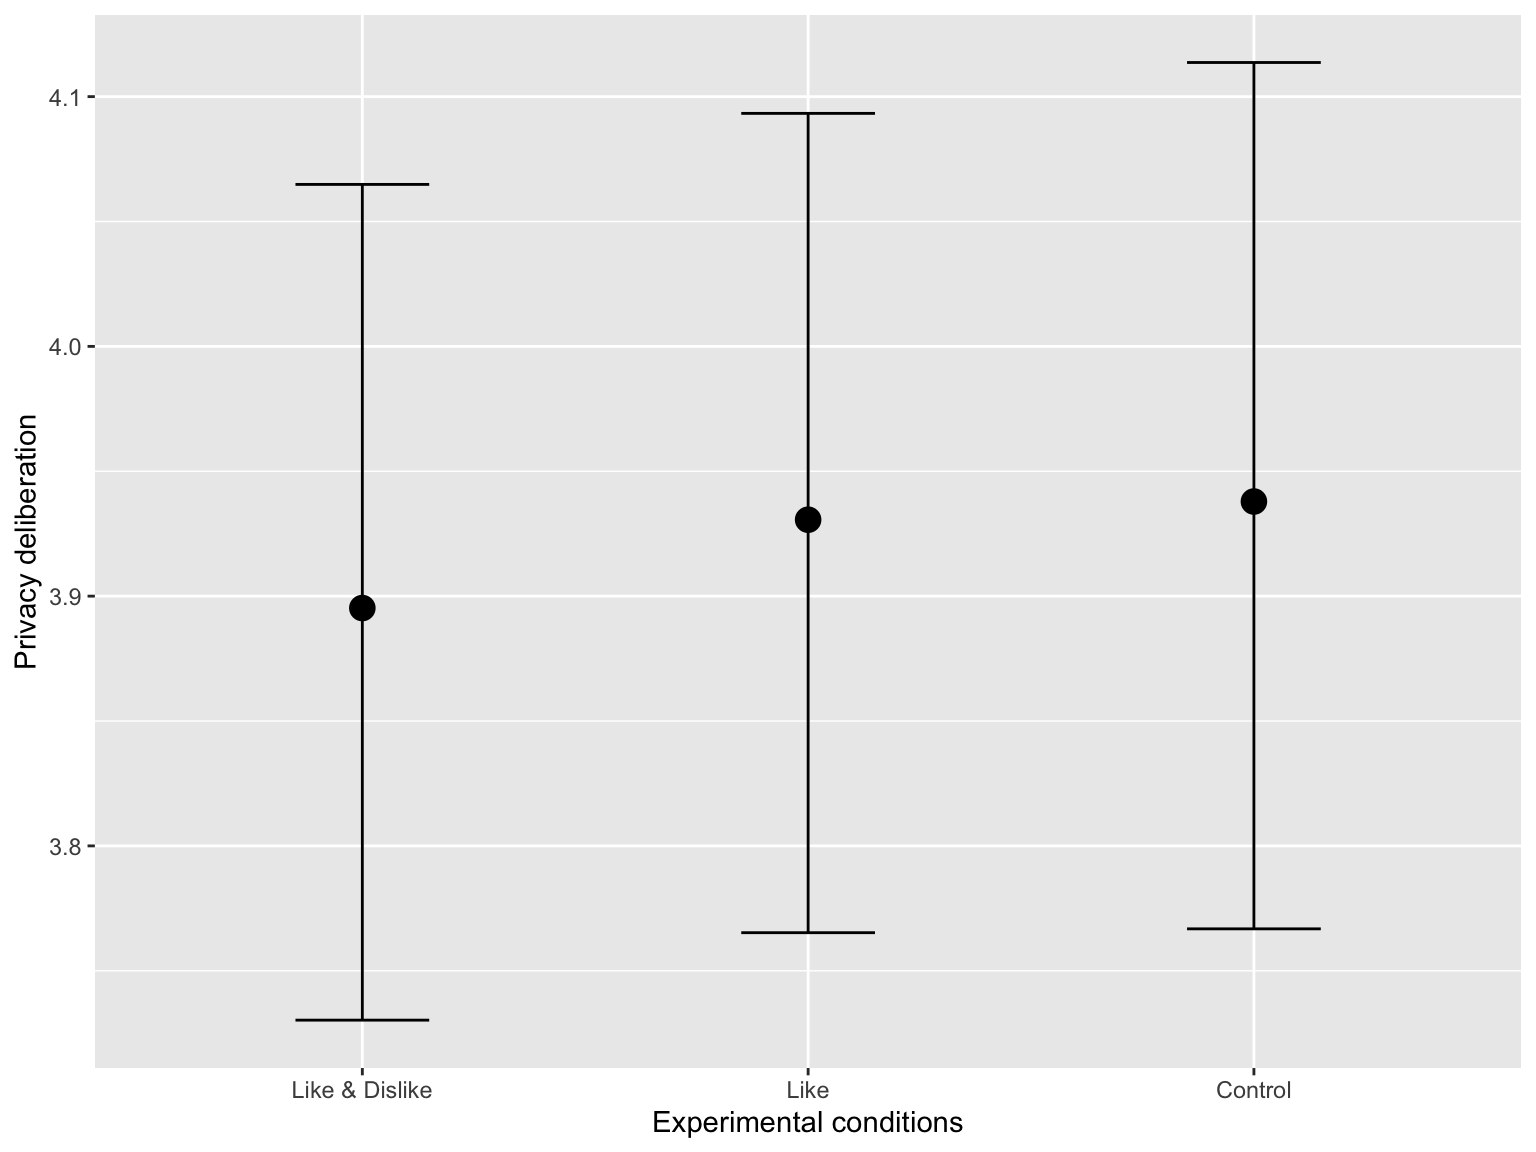 4.1
4.0
3.9
3.8
Privacy deliberation
Like & Dislike
Like
Control
Experimental conditions